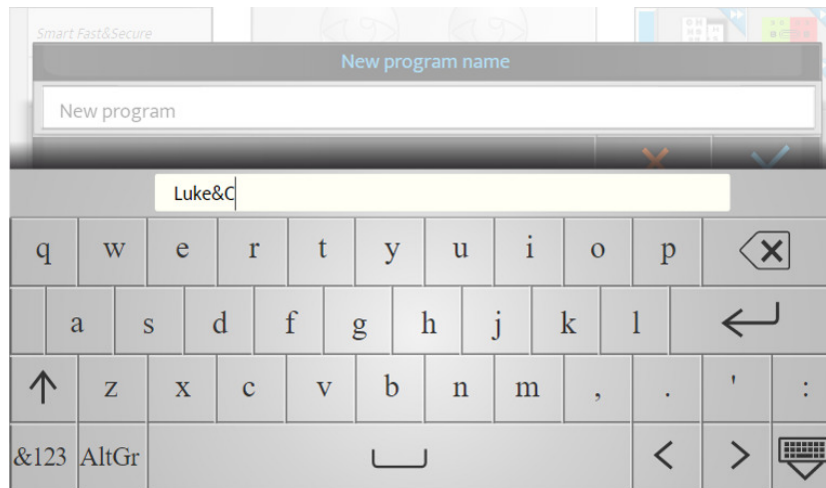 Smart Fast&Secure
New program name
New program
Luke&C
q w e r t y u i o p
a s d f g h j k l
z x c v b n m , . ' :
&123 AltGr < >